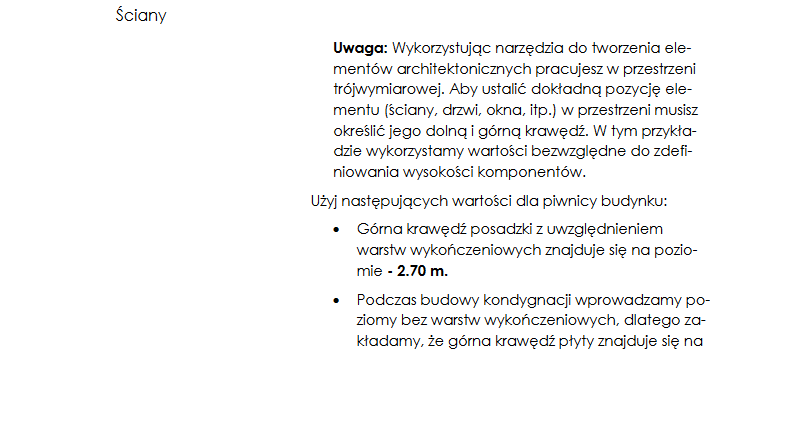 Ściany
Uwaga: Wykorzystując narzędzia do tworzenia ele-
mentów architektonicznych pracujesz w przestrzeni
trójwymiarowej. Aby ustalić dokładną pozycję ele-
mentu (ściany, drzwi, okna, itp.) w przestrzeni musisz
określić jego dolną i górną krawędź. W tym przykła-
dzie wykorzystamy wartości bezwzględne do zdefi-
niowania wysokości komponentów.
Użyj następujących wartości dla piwnicy budynku:
• Górna krawędź posadzki z uwzględnieniem
warstw wykończeniowych znajduje się na pozio-
mie - 2.70 m.
• Podczas budowy kondygnacji wprowadzamy po-
ziomy bez warstw wykończeniowych, dlatego za-
kładamy, że górna krawędź płyty znajduje się na